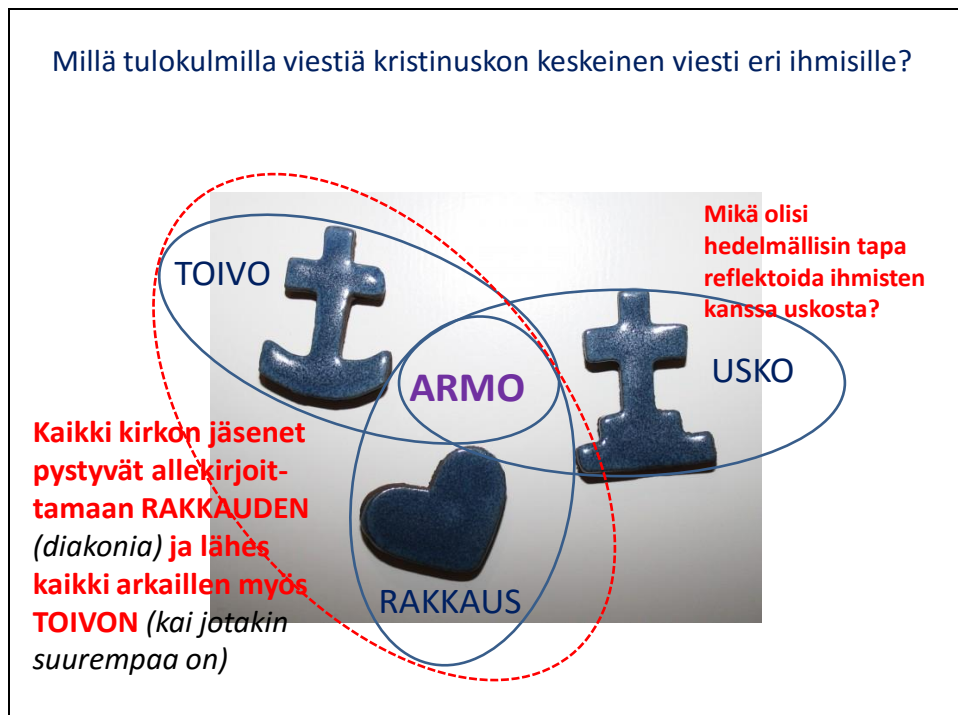 Millä tulokulmilla viestiä kristinuskon keskeinen viesti eri ihmisille?
Mikä olisi
hedelmällisin tapa
reflektoida ihmisten
kanssa uskosta?
TOIVO
USKO
ARMO
Kaikki kirkon jäsenet
pystyvät allekirjoit-
tamaan RAKKAUDEN
(diakonia) ja lähes
kaikki arkaillen myös
TOIVON (kai jotakin
suurempaa on)
RAKKAUS